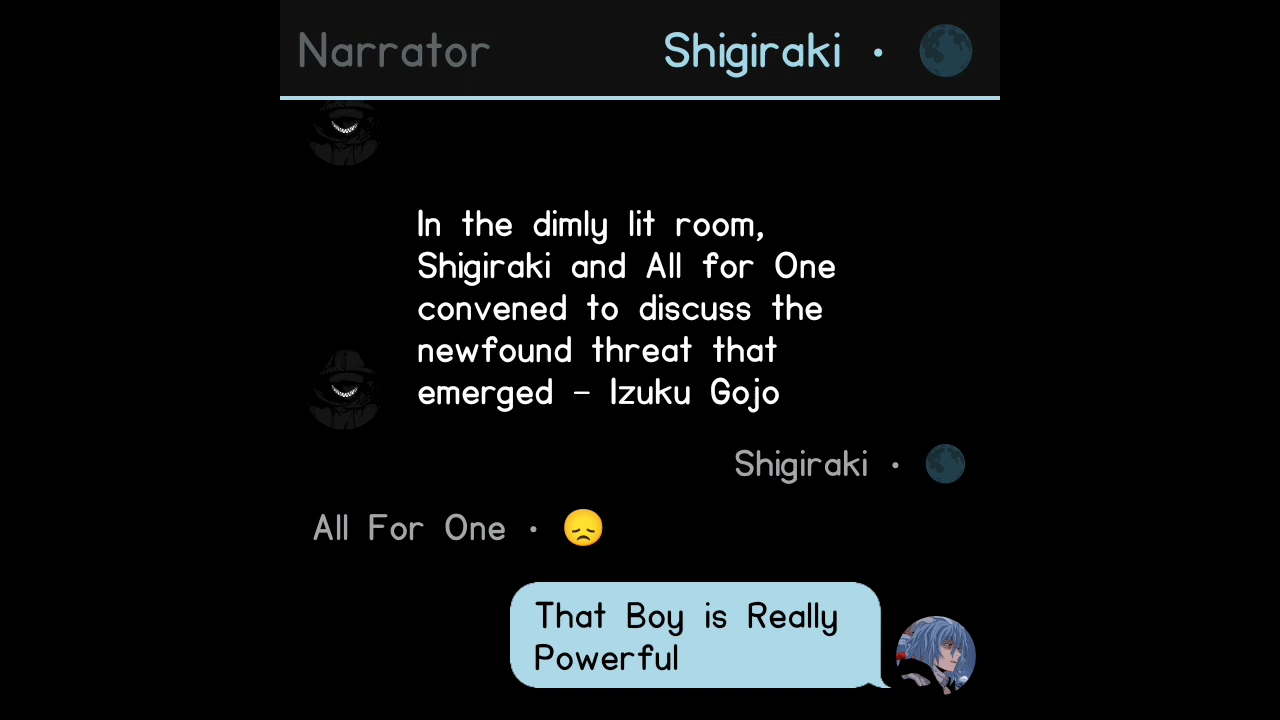 Narrator
Shigiraki •
In the dimly lit room,
Shigiraki and All for One
convened to discuss the
newfound threat that
emerged - Izuku Gojo
Shigiraki •
All For One • 😞
That Boy is Really
Powerful